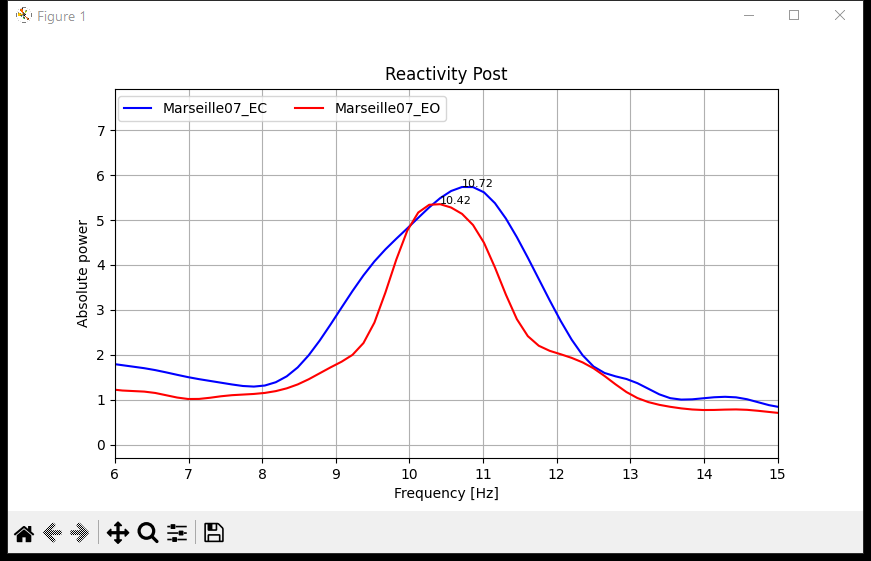 Figure 1
Reactivity Post
Marseille07_EC Marseille07_EO
7
6
5
4
3
2
1
0
Absolute power
10.72
10.42
6 7 8 9 10 11 12 13 14 15
Frequency [Hz]